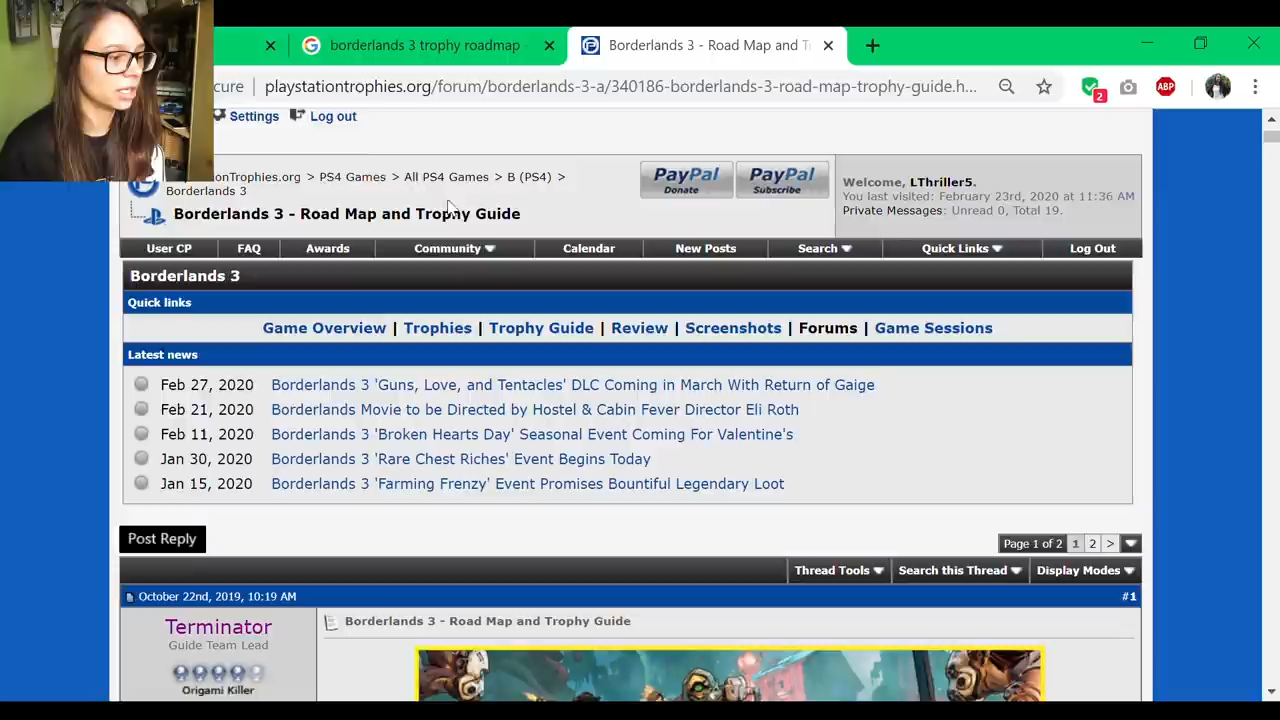 borderlands 3 trophy roadmap
Borderlands 3 - Road Map and T
cure
playstationtrophies.org/forum/borderlands-3-a/340186-borderlands-3-road-map-trophy-guide.h...
2
ABP
Settings
Log out
onTrophies.org > PS4 Games > All PS4 Games > B (PS4) >
Borderlands 3
Borderlands 3 - Road Map and Trophy Guide
PayPal
Donate
PayPal
Subscribe
Welcome, LThriller5.
You last visited: February 23rd, 2020 at 11:36 AM
Private Messages: Unread 0, Total 19.
User CP
FAQ
Awards
Community
Calendar
New Posts
Search
Quick Links
Log Out
Borderlands 3
Quick links
Game Overview | Trophies | Trophy Guide | Review | Screenshots | Forums | Game Sessions
Latest news
Feb 27, 2020 Borderlands 3 'Guns, Love, and Tentacles' DLC Coming in March With Return of Gaige
Feb 21, 2020 Borderlands Movie to be Directed by Hostel & Cabin Fever Director Eli Roth
Feb 11, 2020 Borderlands 3 'Broken Hearts Day' Seasonal Event Coming For Valentine's
Jan 30, 2020 Borderlands 3 'Rare Chest Riches' Event Begins Today
Jan 15, 2020 Borderlands 3 'Farming Frenzy' Event Promises Bountiful Legendary Loot
Post Reply
Page 1 of 2 1 2 >
Thread Tools
Search this Thread
Display Modes
October 22nd, 2019, 10:19 AM
#1
Terminator
Guide Team Lead
Origami Killer
Borderlands 3 - Road Map and Trophy Guide